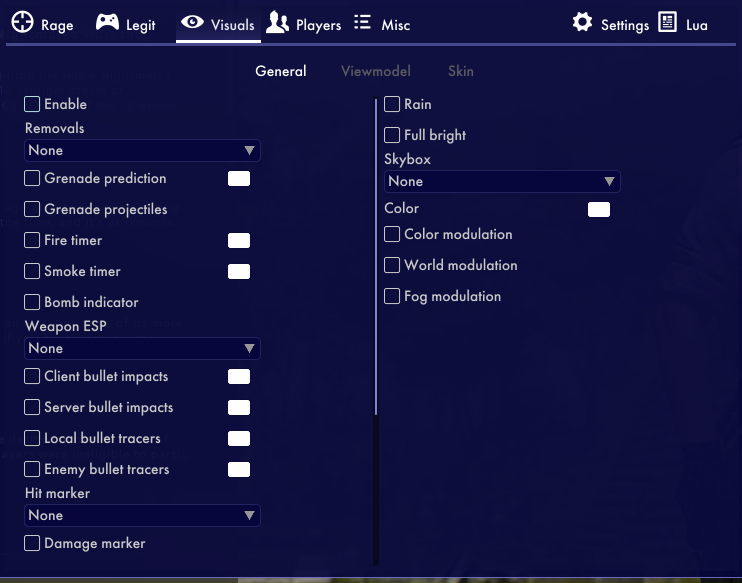 Rage Legit Visuals Players Misc Settings Lua
General Viewmodel Skin
Enable
Removals
None
Grenade prediction
Grenade projectiles
Fire timer
Smoke timer
Bomb indicator
Weapon ESP
None
Client bullet impacts
Server bullet impacts
Local bullet tracers
Enemy bullet tracers
Hit marker
None
Damage marker
Rain
Full bright
Skybox
None
Color
Color modulation
World modulation
Fog modulation